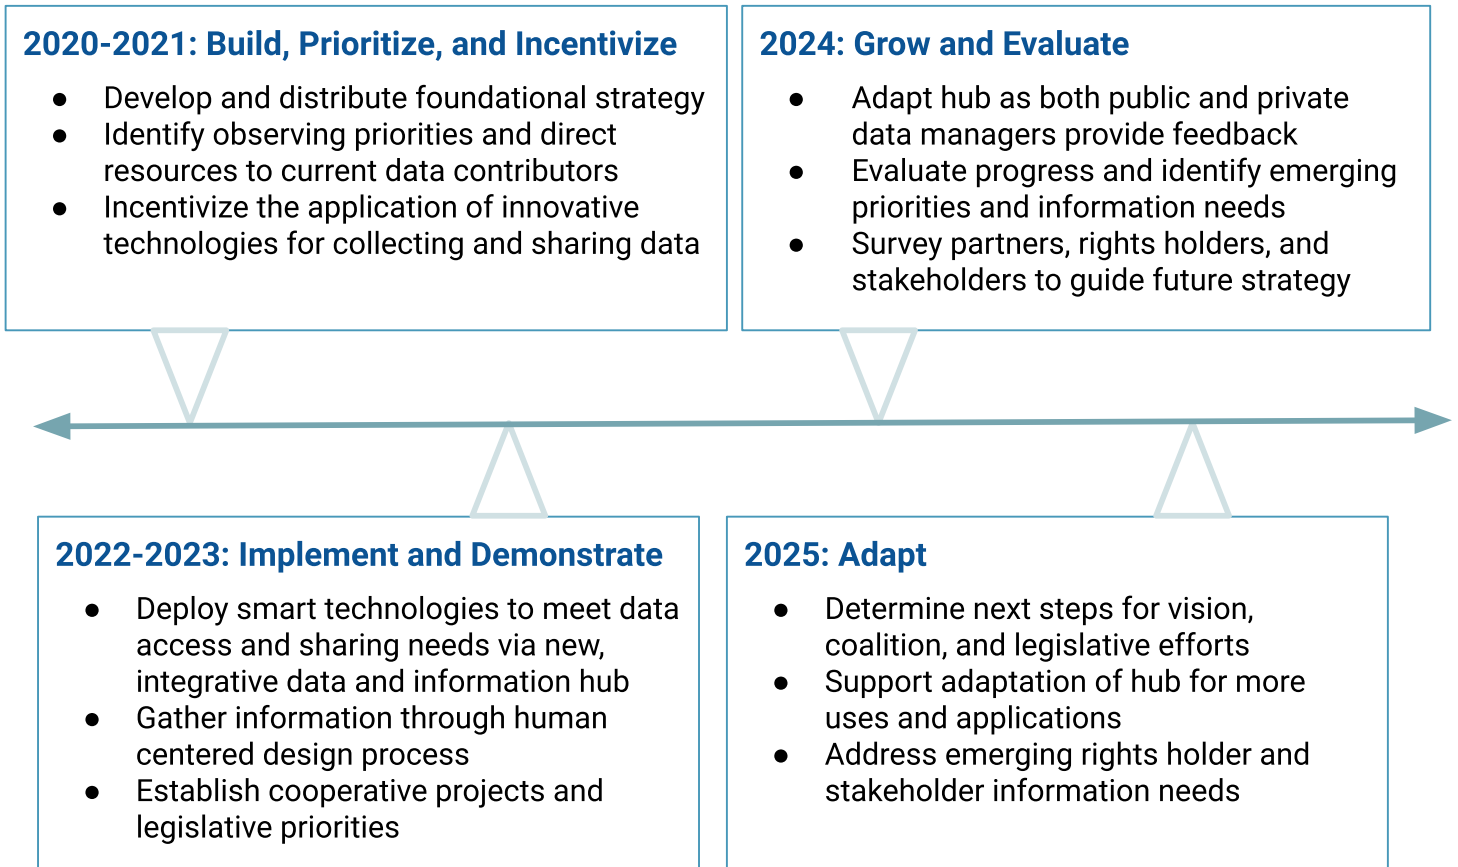 2020-2021: Build, Prioritize, and Incentivize
● Develop and distribute foundational strategy
● Identify observing priorities and direct
resources to current data contributors
● Incentivize the application of innovative
technologies for collecting and sharing data
2024: Grow and Evaluate
● Adapt hub as both public and private
data managers provide feedback
● Evaluate progress and identify emerging
priorities and information needs
● Survey partners, rights holders, and
stakeholders to guide future strategy
2022-2023: Implement and Demonstrate
● Deploy smart technologies to meet data
access and sharing needs via new,
integrative data and information hub
● Gather information through human
centered design process
● Establish cooperative projects and
legislative priorities
2025: Adapt
● Determine next steps for vision,
coalition, and legislative efforts
● Support adaptation of hub for more
uses and applications
● Address emerging rights holder and
stakeholder information needs